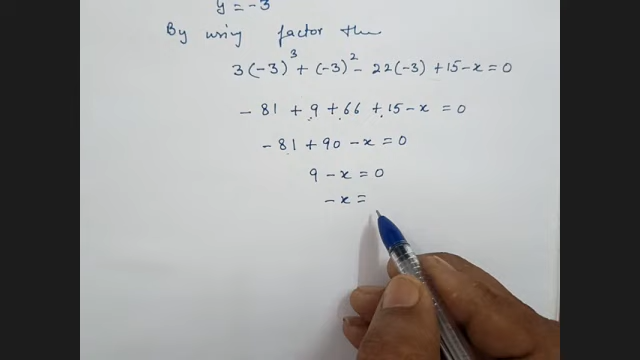 y = -3
By using factor thm
3(-3)³ + (-3)² - 22(-3) + 15 - x = 0
- 81 + 9 + 66 + 15 - x = 0
- 81 + 90 - x = 0
9 - x = 0
- x =